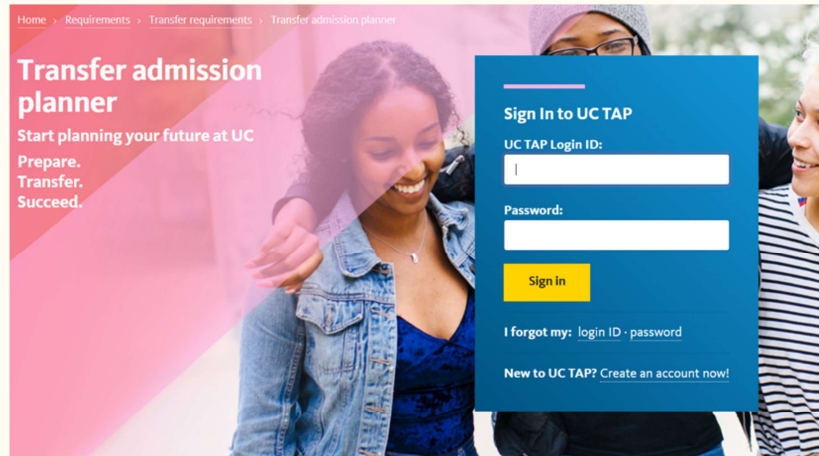 Home > Requirements > Transfer requirements > Transfer admission planner
Transfer admission
planner
Start planning your future at UC
Prepare.
Transfer.
Succeed.
Sign In to UC TAP
UC TAP Login ID:
Password:
Sign in
I forgot my: login ID · password
New to UC TAP? Create an account now!